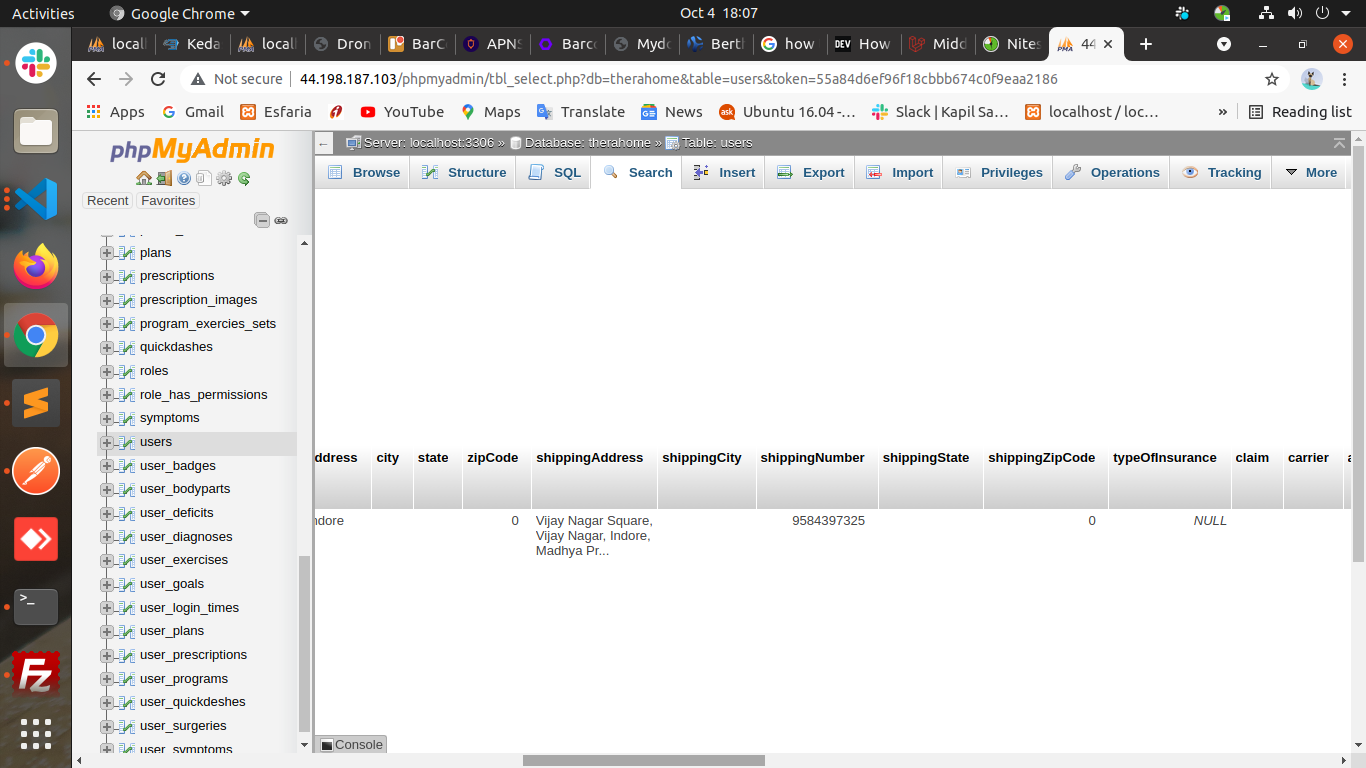 Activities
Google Chrome
Oct 4 18:07
locall
Keda
locall
Dron
BarC
APNS
Barco
Mydo
Berth
how
DEV How
Midd
Nites
44
Not secure 44.198.187.103/phpmyadmin/tbl_select.php?db=therahome&table=users&token=55a84d6ef96f18cbbb674c0f9eaa2186
Apps Gmail Esfaria YouTube Maps Translate News Ubuntu 16.04 -... Slack | Kapil Sa... localhost / loc... » Reading list
phpMyAdmin
Recent Favorites
plans
prescriptions
prescription_images
program_exercies_sets
quickdashes
roles
role_has_permissions
symptoms
users
user_badges
user_bodyparts
user_deficits
user_diagnoses
user_exercises
user_goals
user_login_times
user_plans
user_prescriptions
user_programs
user_quickdeshes
user_surgeries
user_symptoms
Server: localhost:3306 » Database: therahome » Table: users
Browse Structure SQL Search Insert Export Import Privileges Operations Tracking More
ddress city state zipCode shippingAddress shippingCity shippingNumber shippingState shippingZipCode typeOfInsurance claim carrier a
ndore 0 Vijay Nagar Square, 9584397325 0 NULL
Vijay Nagar, Indore,
Madhya Pr...
Console